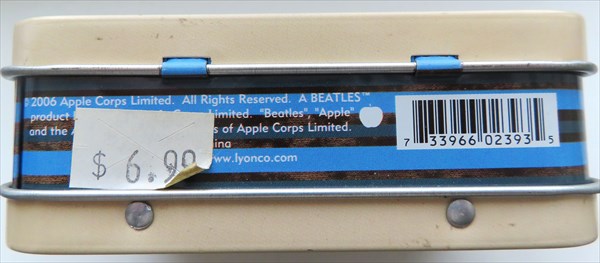 ©2006 Apple Corps Limited. All Rights Reserved. A BEATLES™
product Limited. "Beatles", "Apple"
and the of Apple Corps Limited.
www.lyonco.com
$ 6.99
7 33966 02393 5